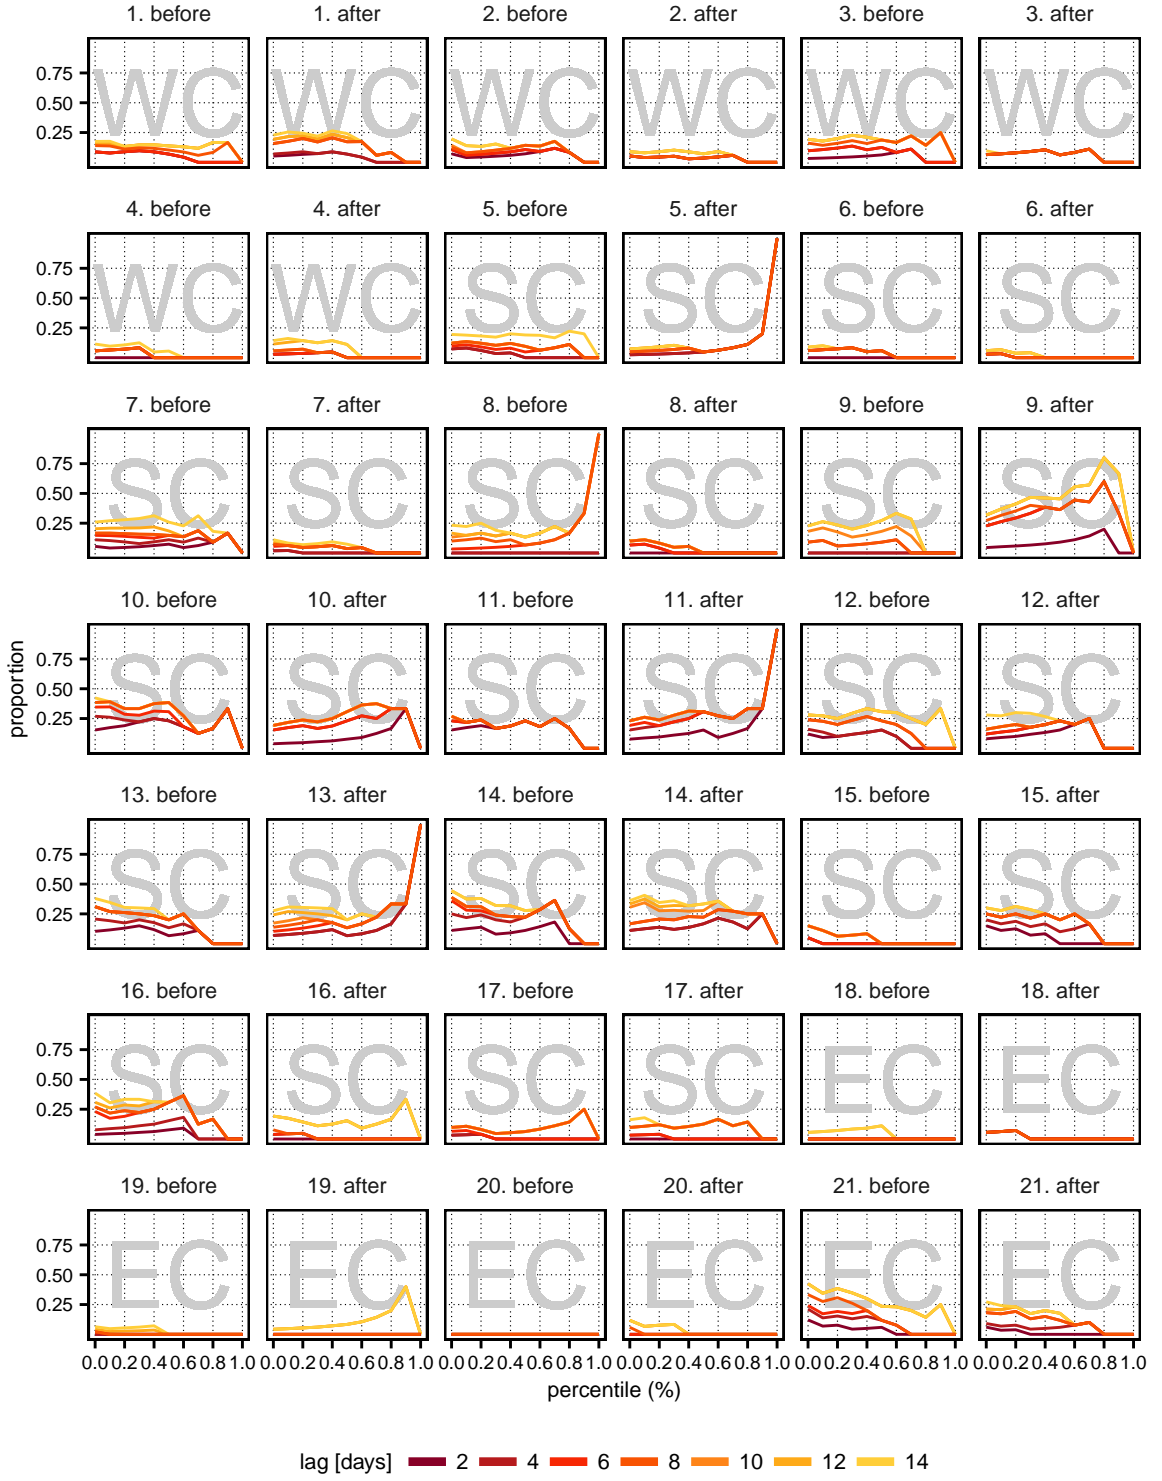 1. before 1. after 2. before 2. after 3. before 3. after
WC WC WC WC WC WC
0.75
0.50
0.25
4. before 4. after 5. before 5. after 6. before 6. after
WC WC SC SC SC SC
0.75
0.50
0.25
7. before 7. after 8. before 8. after 9. before 9. after
SC SC SC SC SC SC
0.75
0.50
0.25
10. before 10. after 11. before 11. after 12. before 12. after
SC SC SC SC SC SC
0.75
0.50
0.25
proportion
13. before 13. after 14. before 14. after 15. before 15. after
SC SC SC SC SC SC
0.75
0.50
0.25
16. before 16. after 17. before 17. after 18. before 18. after
SC SC SC SC EC EC
0.75
0.50
0.25
19. before 19. after 20. before 20. after 21. before 21. after
EC EC EC EC EC EC
0.75
0.50
0.25
0.0 0.2 0.4 0.6 0.8 1.0 0.0 0.2 0.4 0.6 0.8 1.0 0.0 0.2 0.4 0.6 0.8 1.0 0.0 0.2 0.4 0.6 0.8 1.0 0.0 0.2 0.4 0.6 0.8 1.0 0.0 0.2 0.4 0.6 0.8 1.0
percentile (%)
lag [days] 2 4 6 8 10 12 14